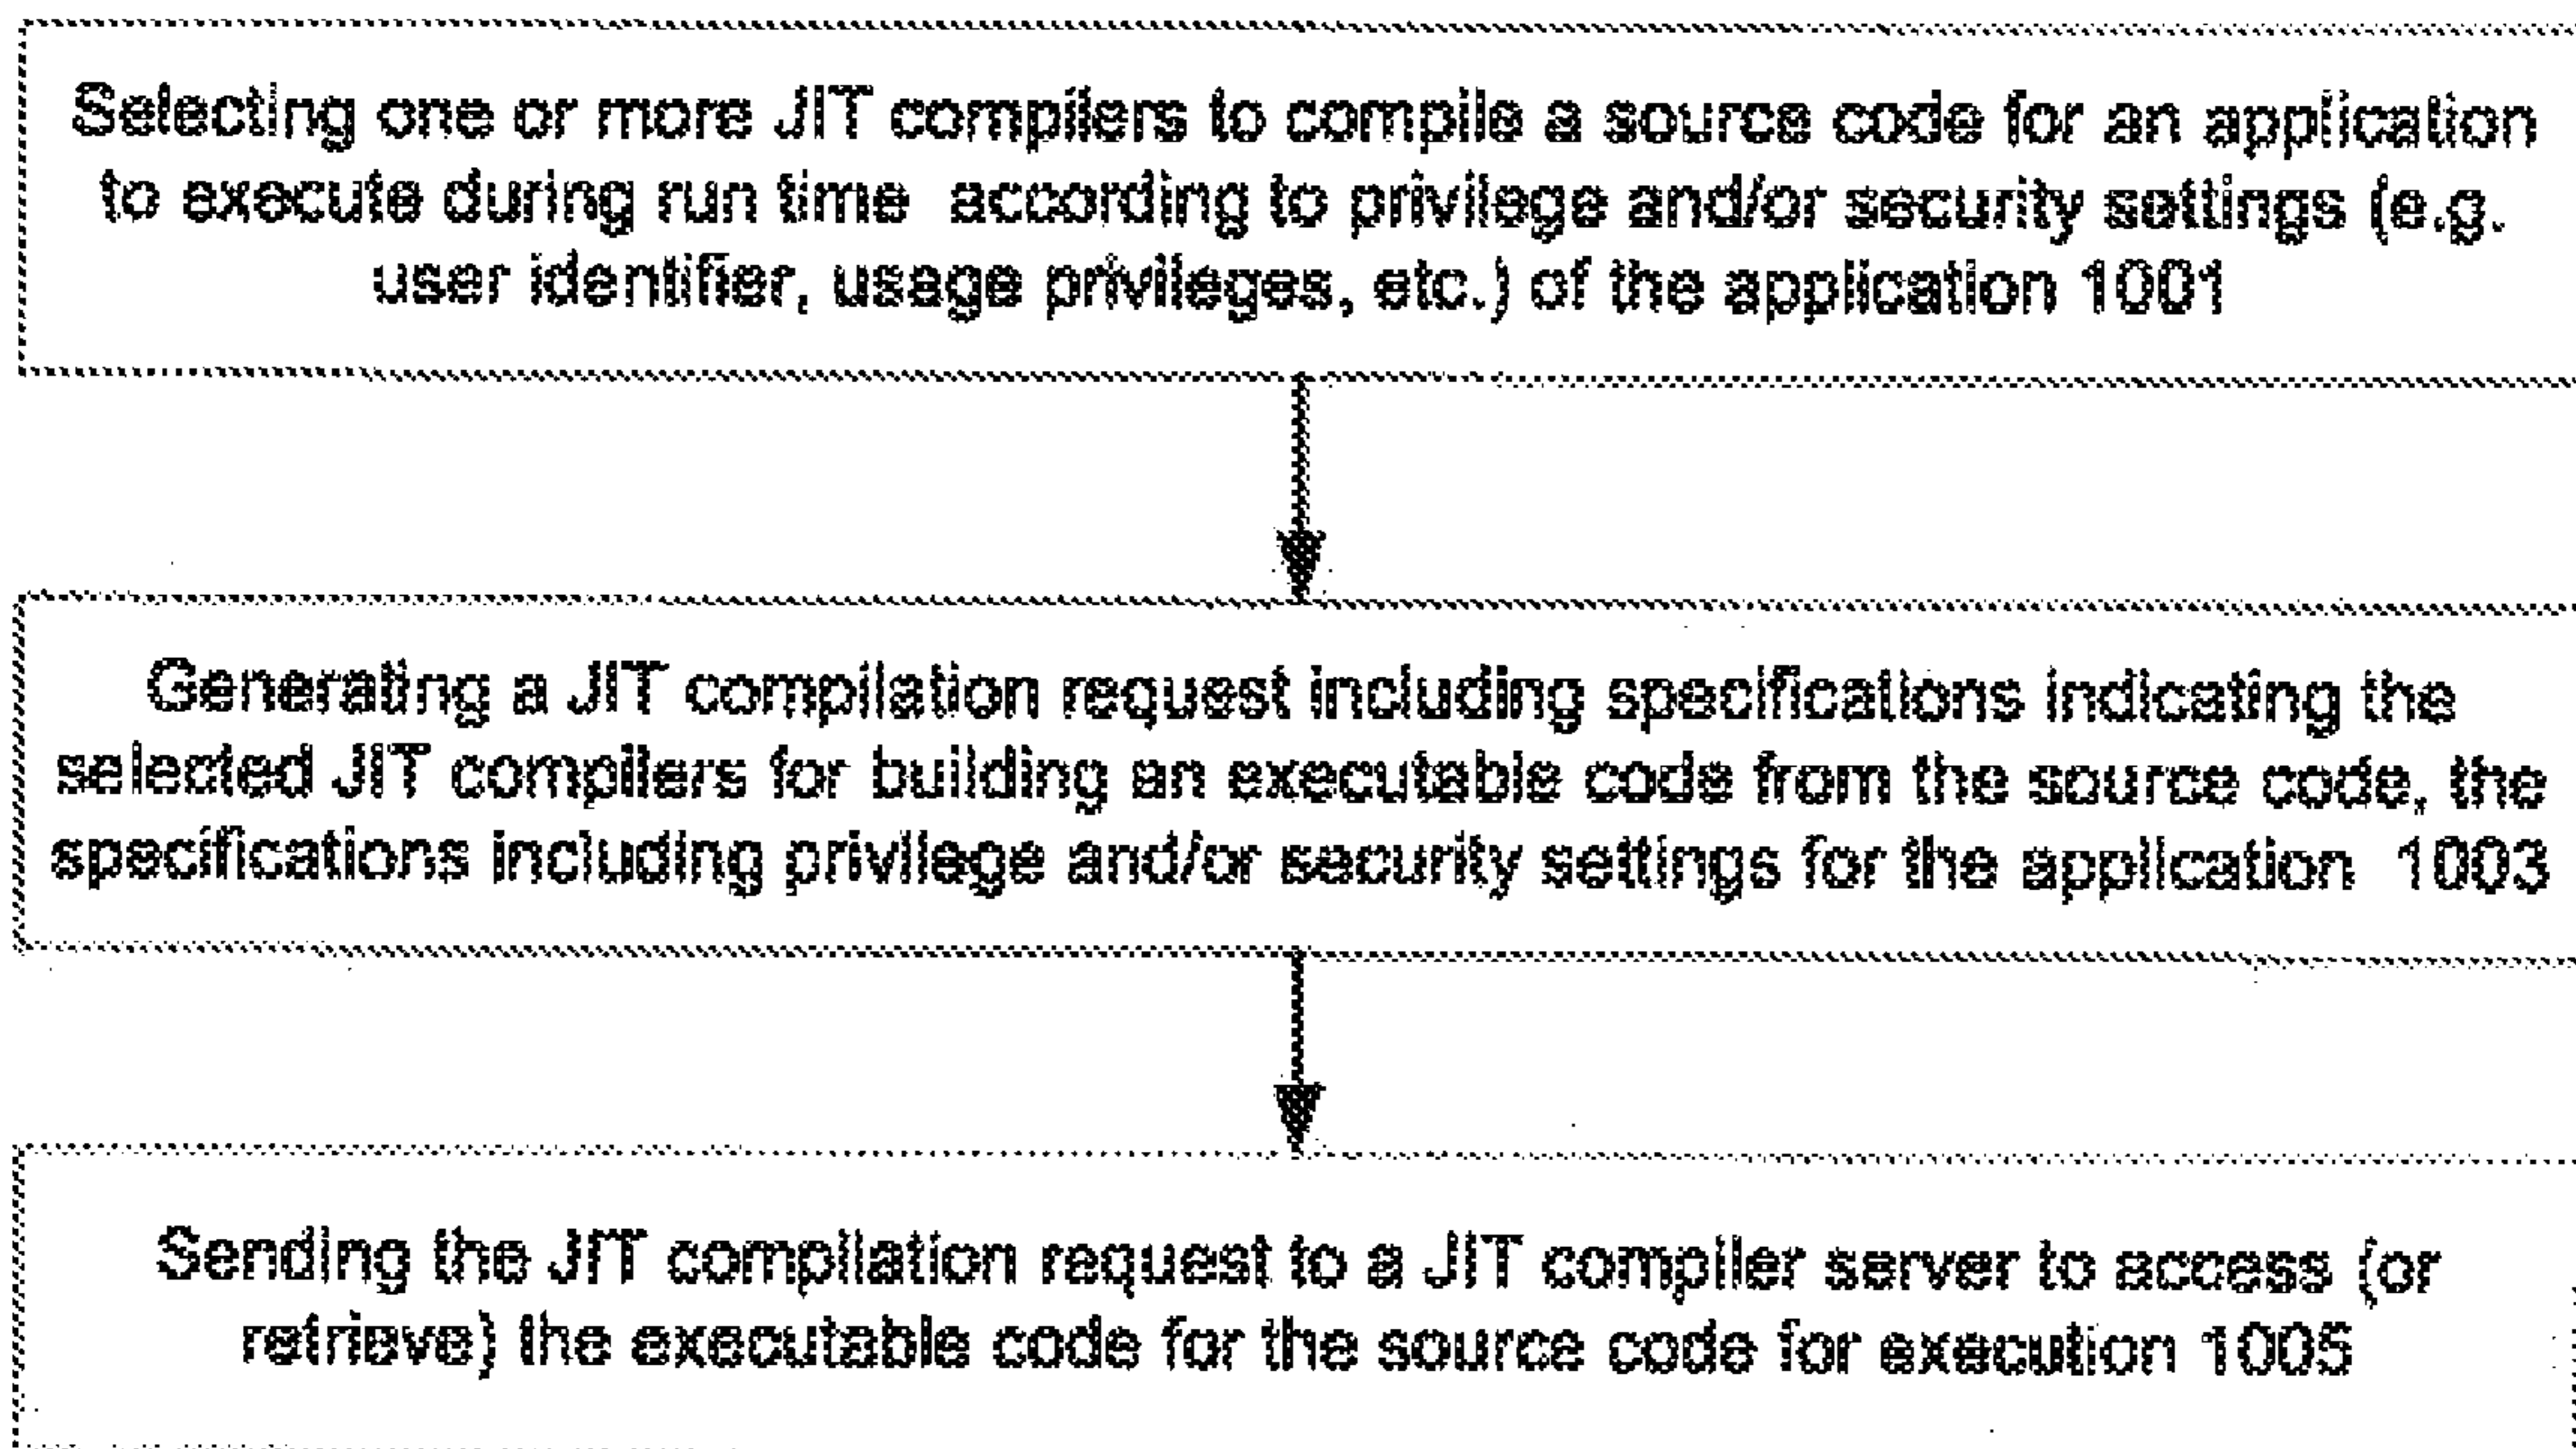 Selecting one or more JIT compilers to compile a source code for an application
to execute during run time according to privilege and/or security settings (e.g.
user identifier, usage privileges, etc.) of the application 1001
Generating a JIT compilation request including specifications indicating the
selected JIT compilers for building an executable code from the source code, the
specifications including privilege and/or security settings for the application 1003
Sending the JIT compilation request to a JIT compiler server to access (or
retrieve) the executable code for the source code for execution 1005